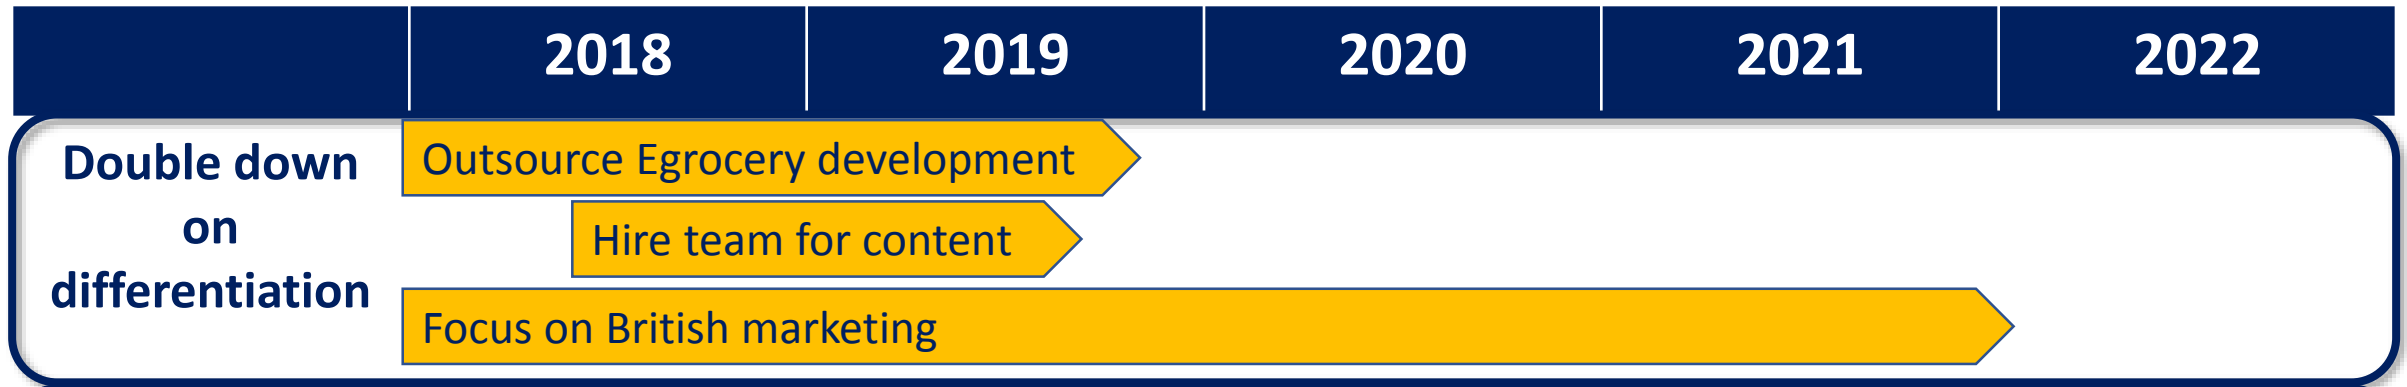 2018 2019 2020 2021 2022
Double down
on
differentiation
Outsource Egrocery development
Hire team for content
Focus on British marketing